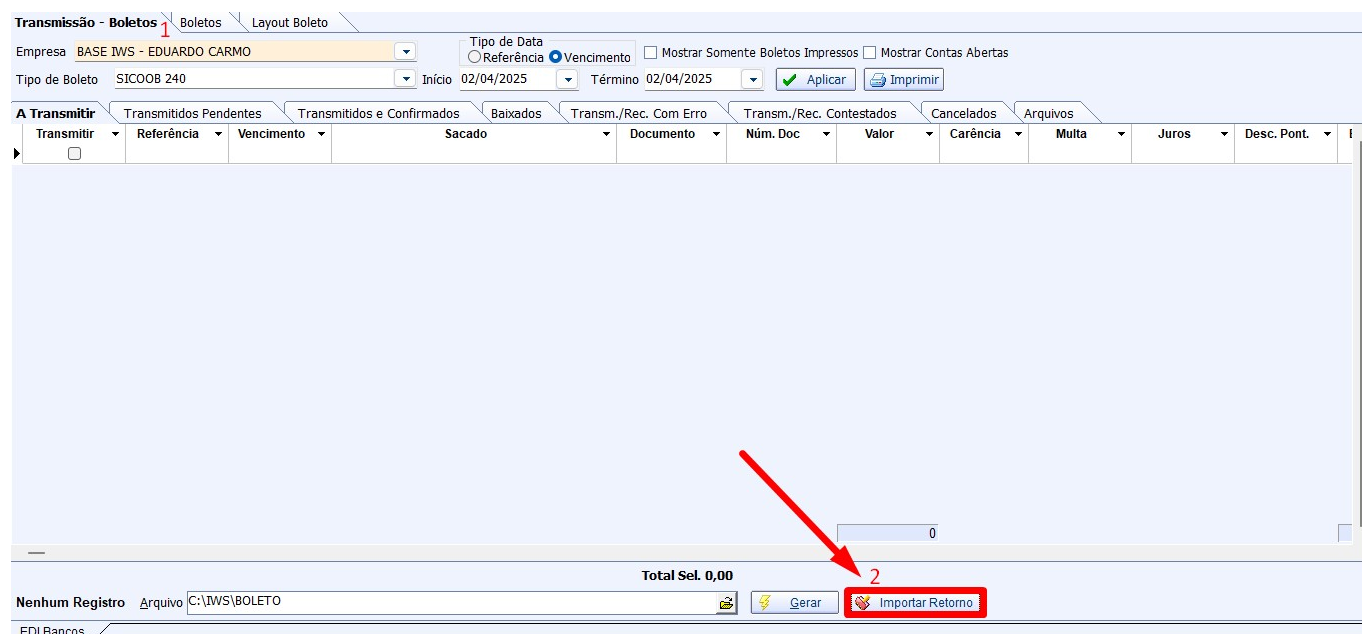 Transmissão - Boletos 1 Boletos Layout Boleto
Empresa BASE IWS - EDUARDO CARMO Tipo de Data Referência Vencimento Mostrar Somente Boletos Impressos Mostrar Contas Abertas
Tipo de Boleto SICOOB 240 Início 02/04/2025 Término 02/04/2025 Aplicar Imprimir
A Transmitir Transmitidos Pendentes Transmitidos e Confirmados Baixados Transm./Rec. Com Erro Transm./Rec. Contestados Cancelados Arquivos
Transmitir Referência Vencimento Sacado Documento Núm. Doc Valor Carência Multa Juros Desc. Pont.
0
Total Sel. 0,00 2
Nenhum Registro Arquivo C:\IWS\BOLETO Gerar Importar Retorno
EDI Bancos